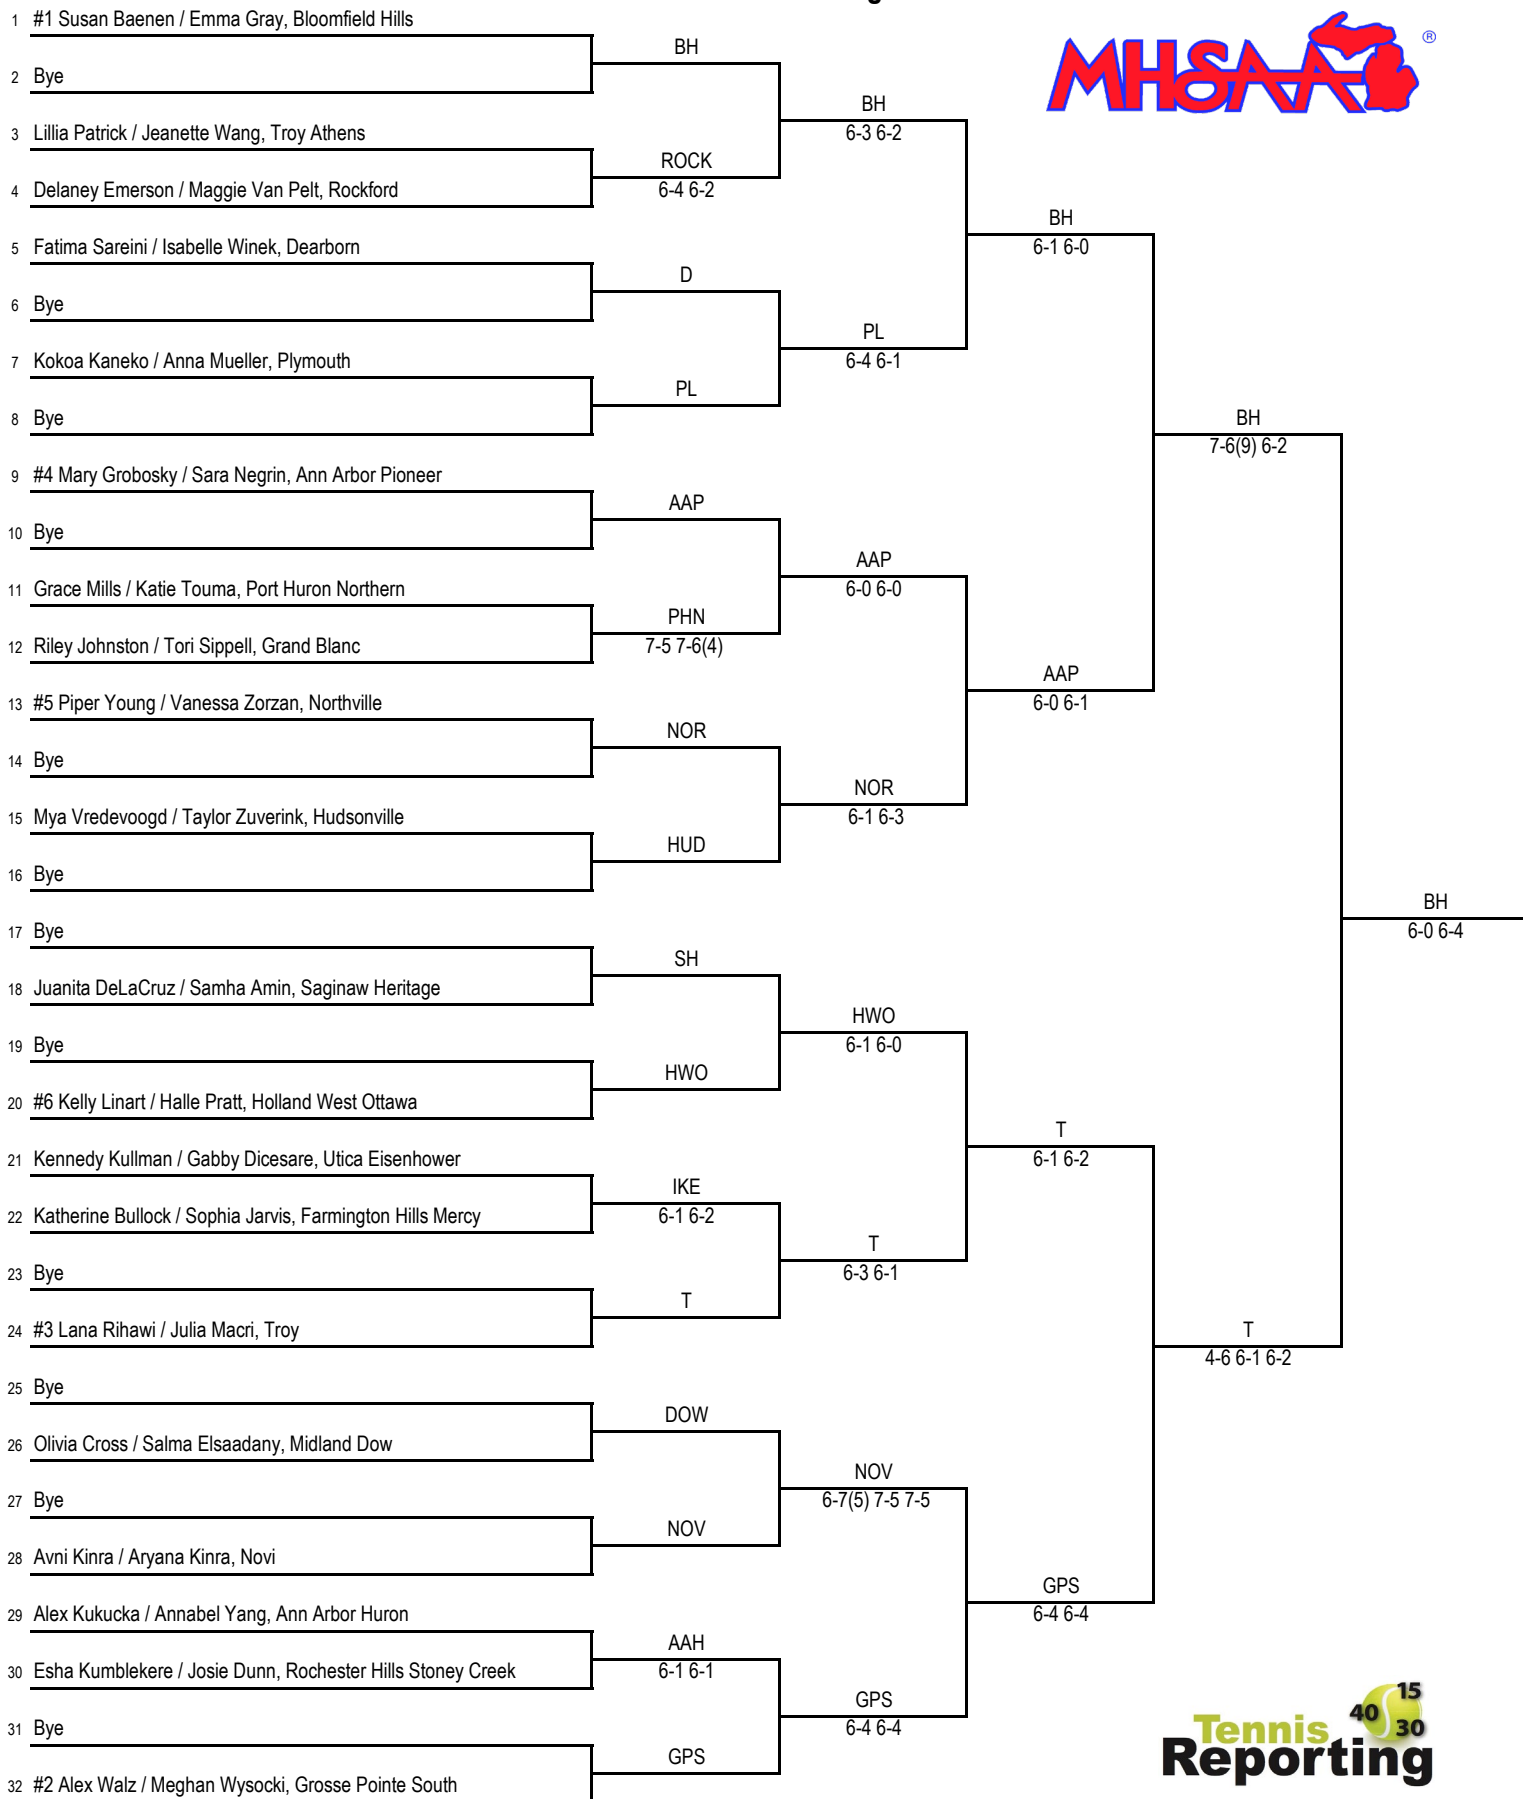 1 #1 Susan Baenen / Emma Gray, Bloomfield Hills
BH
2 Bye
BH
6-3 6-2
3 Lillia Patrick / Jeanette Wang, Troy Athens
ROCK
6-4 6-2
4 Delaney Emerson / Maggie Van Pelt, Rockford
BH
6-1 6-0
5 Fatima Sareini / Isabelle Winek, Dearborn
D
6 Bye
PL
6-4 6-1
7 Kokoa Kaneko / Anna Mueller, Plymouth
PL
8 Bye
BH
7-6(9) 6-2
9 #4 Mary Grobosky / Sara Negrin, Ann Arbor Pioneer
AAP
10 Bye
AAP
6-0 6-0
11 Grace Mills / Katie Touma, Port Huron Northern
PHN
7-5 7-6(4)
12 Riley Johnston / Tori Sippell, Grand Blanc
AAP
6-0 6-1
13 #5 Piper Young / Vanessa Zorzan, Northville
NOR
14 Bye
NOR
6-1 6-3
15 Mya Vredevoogd / Taylor Zuverink, Hudsonville
HUD
16 Bye
BH
6-0 6-4
17 Bye
SH
18 Juanita DeLaCruz / Samha Amin, Saginaw Heritage
HWO
6-1 6-0
19 Bye
HWO
20 #6 Kelly Linart / Halle Pratt, Holland West Ottawa
T
6-1 6-2
21 Kennedy Kullman / Gabby Dicesare, Utica Eisenhower
IKE
6-1 6-2
22 Katherine Bullock / Sophia Jarvis, Farmington Hills Mercy
T
6-3 6-1
23 Bye
T
24 #3 Lana Rihawi / Julia Macri, Troy
T
4-6 6-1 6-2
25 Bye
DOW
26 Olivia Cross / Salma Elsaadany, Midland Dow
NOV
6-7(5) 7-5 7-5
27 Bye
NOV
28 Avni Kinra / Aryana Kinra, Novi
GPS
6-4 6-4
29 Alex Kukucka / Annabel Yang, Ann Arbor Huron
AAH
6-1 6-1
30 Esha Kumblekere / Josie Dunn, Rochester Hills Stoney Creek
GPS
6-4 6-4
31 Bye
GPS
32 #2 Alex Walz / Meghan Wysocki, Grosse Pointe South
MHSAA ®
15
40
30
Tennis
Reporting